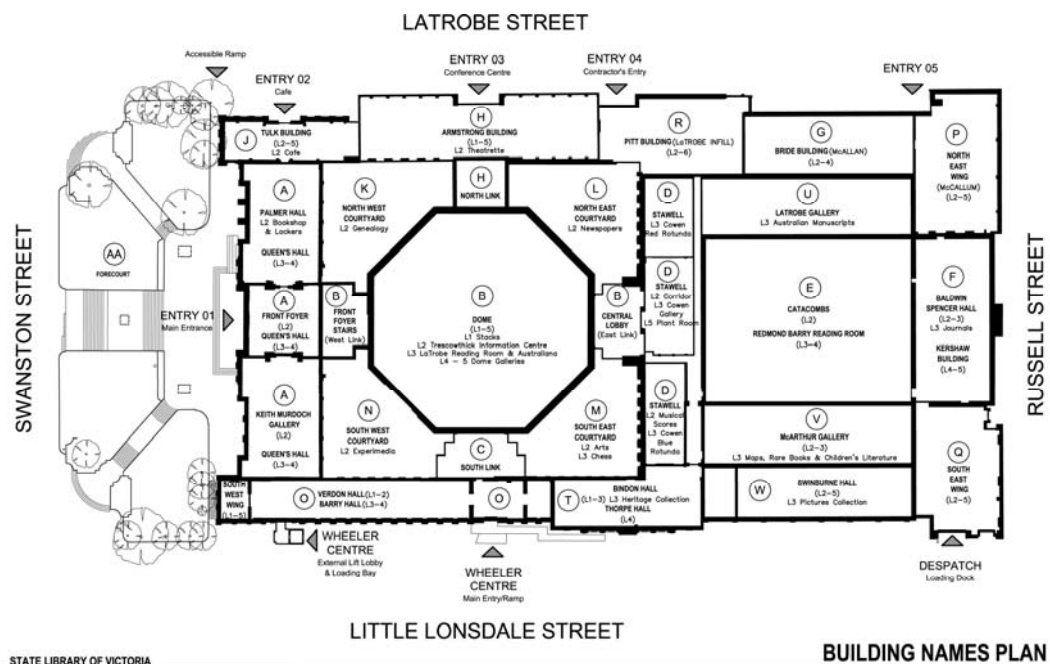 LATROBE STREET
Accessible Ramp
ENTRY 02
Cafe
ENTRY 03
Conference Centre
ENTRY 04
Contractor's Entry
ENTRY 05
J
TULK BUILDING
(L2-5)
L2 Cafe
H
ARMSTRONG BUILDING
(L1-5)
L2 Theatrette
R
PITT BUILDING (LaTROBE INFILL)
(L2-6)
G
BRIDE BUILDING (McALLAN)
(L2-4)
P
NORTH
EAST
WING
(McCALLUM)
(L2-5)
A
PALMER HALL
L2 Bookshop
& Lockers
QUEEN'S HALL
(L3-4)
K
NORTH WEST
COURTYARD
L2 Genealogy
H
NORTH LINK
L
NORTH EAST
COURTYARD
L2 Newspapers
D
STAWELL
L3 Cowen
Red Rotunda
U
LATROBE GALLERY
L3 Australian Manuscripts
SWANSTON STREET
AA
FORECOURT
ENTRY 01
Main Entrance
A
FRONT FOYER
(L2)
QUEEN'S HALL
(L3-4)
B
FRONT
FOYER
STAIRS
(West Link)
B
DOME
(L1-5)
L1 Stacks
L2 Trescowthick Information Centre
L3 LaTrobe Reading Room & Australiana
L4 - 5 Dome Galleries
B
CENTRAL
LOBBY
(East Link)
D
STAWELL
L2 Corridor
L3 Cowen
Gallery
L5 Plant Room
E
CATACOMBS
(L2)
REDMOND BARRY READING ROOM
(L3-4)
F
BALDWIN
SPENCER HALL
(L2-3)
L3 Journals
KERSHAW
BUILDING
(L4-5)
RUSSELL STREET
A
KEITH MURDOCH
GALLERY
(L2)
QUEEN'S HALL
(L3-4)
N
SOUTH WEST
COURTYARD
L2 Experimedia
C
SOUTH LINK
M
SOUTH EAST
COURTYARD
L2 Arts
L3 Chess
D
STAWELL
L2 Musical
Scores
L3 Cowen
Blue
Rotunda
V
McARTHUR GALLERY
(L2-3)
L3 Maps, Rare Books & Children's Literature
Q
SOUTH
EAST
WING
(L2-5)
SOUTH
WEST
WING
(L1-5)
O
VERDON HALL (L1-2)
BARRY HALL (L3-4)
O
T
BINDON HALL
(L1-3) L3 Heritage Collection
THORPE HALL
(L4)
W
SWINBURNE HALL
(L2-5)
L3 Pictures Collection
WHEELER
CENTRE
External Lift Lobby
& Loading Bay
WHEELER
CENTRE
Main Entry/Ramp
DESPATCH
Loading Dock
LITTLE LONSDALE STREET
STATE LIBRARY OF VICTORIA
BUILDING NAMES PLAN